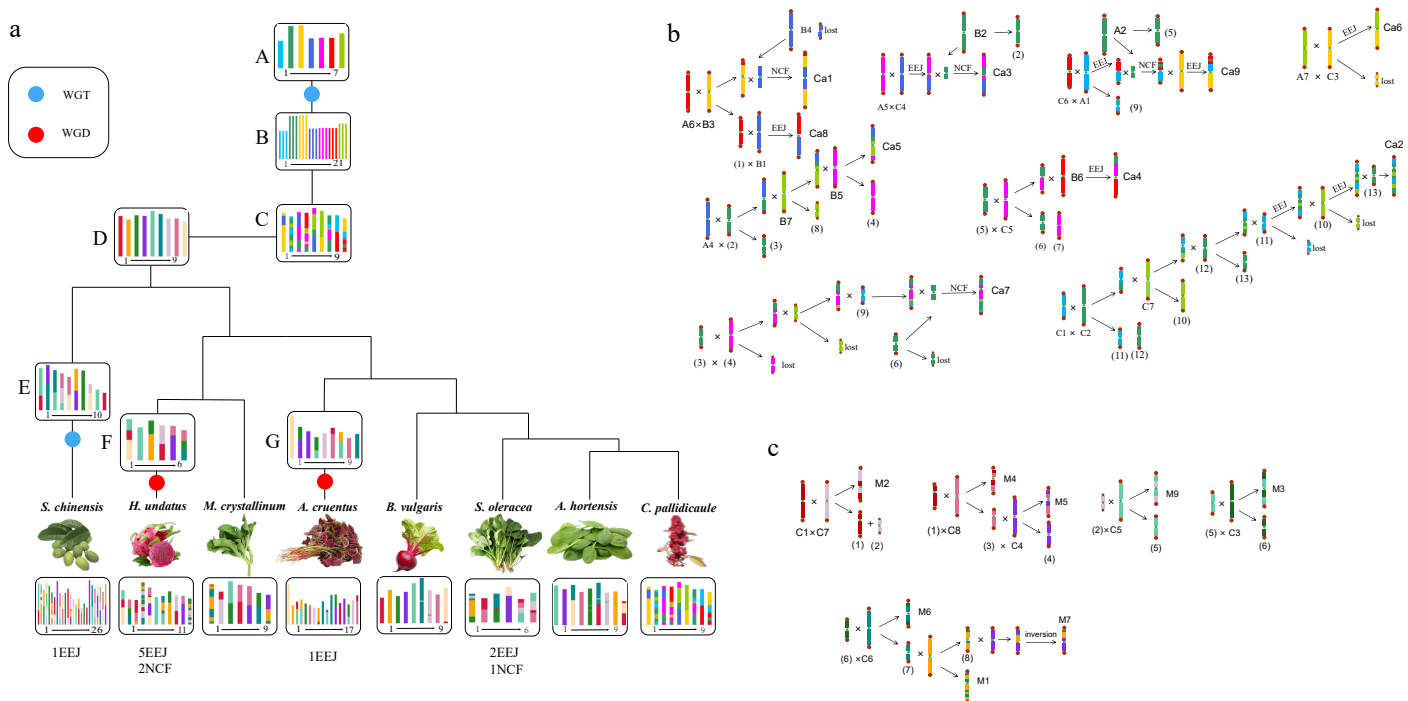 a
WGT
WGD
A
1 7
B
1 21
C
1 9
D
1 9
E
1 10
F
1 6
G
1 9
S. chinensis
H. undatus
M. crystallinum
A. cruentus
B. vulgaris
S. oleracea
A. hortensis
C. pallidicaule
1 26
1 11
1 9
1 17
1 9
1 6
1 9
1 9
1EEJ
5EEJ
2NCF
1EEJ
2EEJ
1NCF
b
B4
lost
NCF
Ca1
A6×B3
×
×
EEJ
Ca8
(1) × B1
B2
(2)
×
EEJ
×
NCF
Ca3
A5×C4
A2
(5)
×
EEJ
×
NCF
×
EEJ
Ca9
C6 × A1
(9)
×
EEJ
Ca6
A7 × C3
lost
Ca5
×
B5
×
B7
(8)
(4)
×
A4 × (2)
(3)
×
B6
EEJ
Ca4
×
(5) × C5
(6)
(7)
Ca2
×
(13)
EEJ
×
(10)
lost
EEJ
×
(11)
lost
×
(12)
(13)
×
C7
(10)
×
C1 × C2
(11)
(12)
×
(3) × (4)
lost
×
lost
×
(9)
×
NCF
Ca7
(6)
lost
c
×
C1×C7
M2
+
(1)
(2)
×
(1)×C8
M4
×
(3) × C4
M5
(4)
×
(2)×C5
M9
(5)
×
(5) × C3
M3
(6)
×
(6) ×C6
M6
(7)
×
M1
(8)
×
inversion
M7